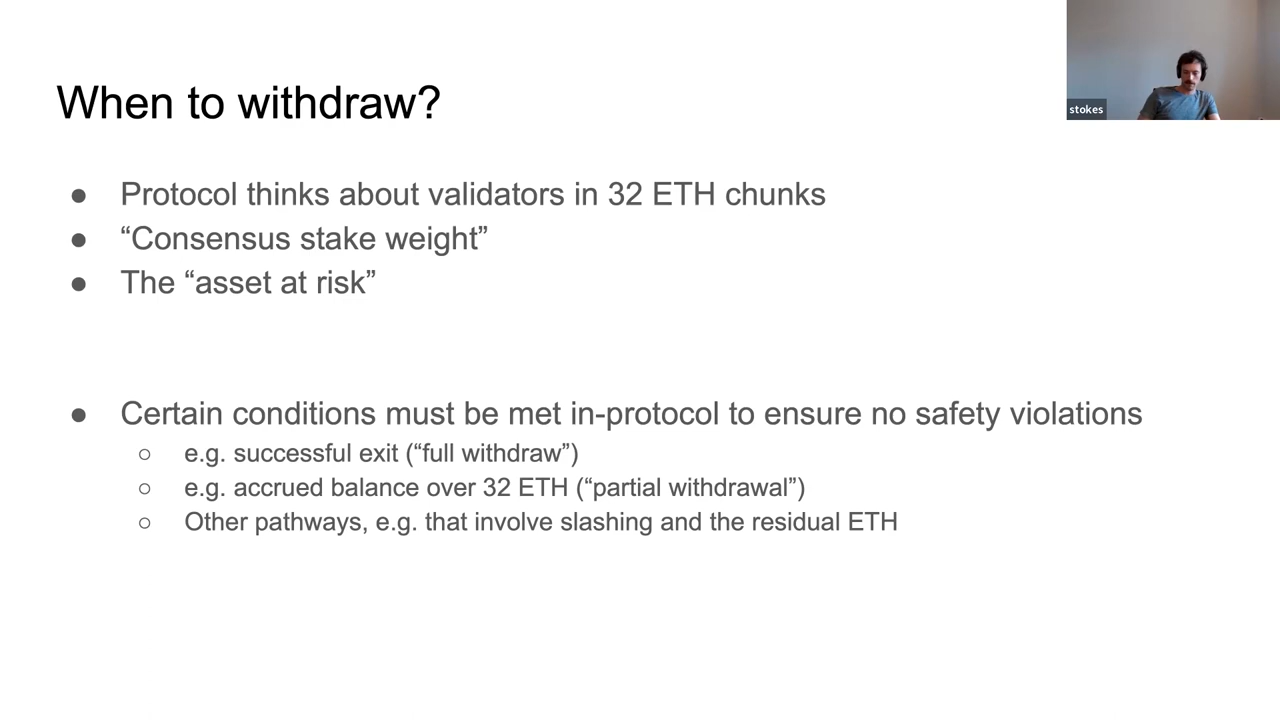 stokes
When to withdraw?
● Protocol thinks about validators in 32 ETH chunks
● “Consensus stake weight”
● The “asset at risk”
● Certain conditions must be met in-protocol to ensure no safety violations
○ e.g. successful exit (“full withdraw”)
○ e.g. accrued balance over 32 ETH (“partial withdrawal”)
○ Other pathways, e.g. that involve slashing and the residual ETH